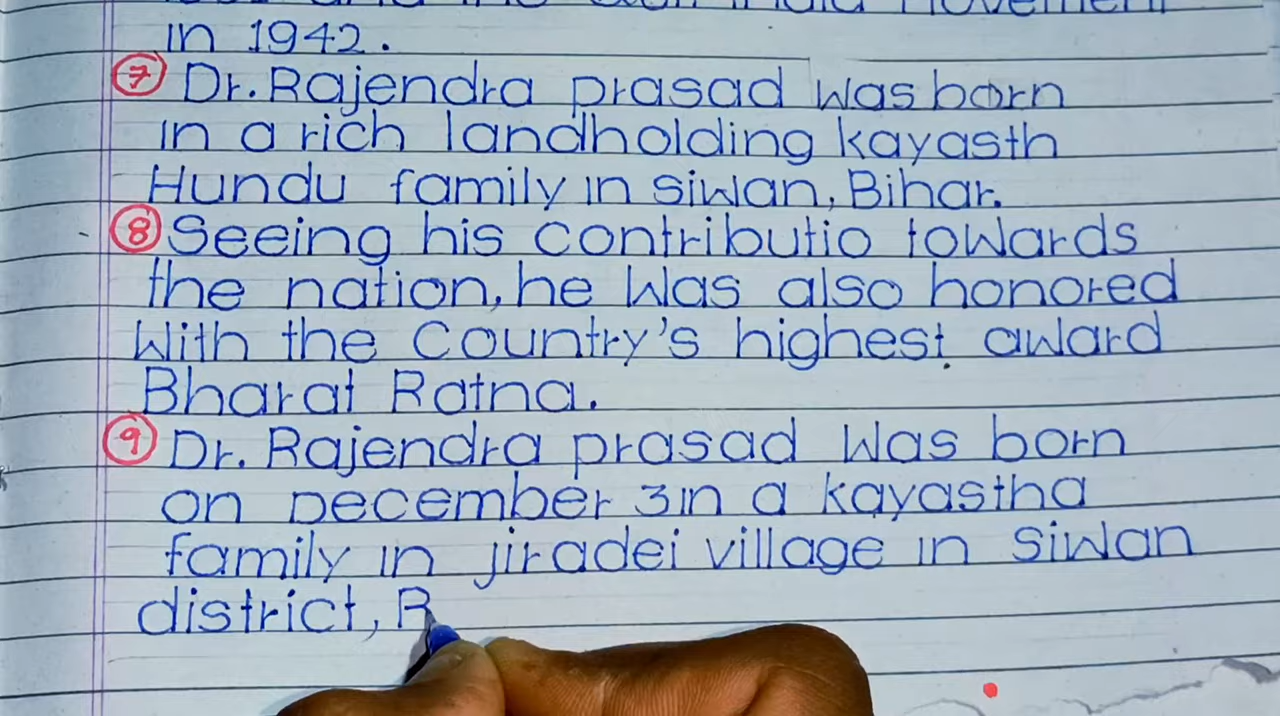 in 1942.
⑦ Dr. Rajendra prasad was born
in a rich landholding kayasth
Hundu family in siwan, Bihar.
⑧ Seeing his contributio towards
the nation, he was also honored
With the Country's highest award
Bharat Ratna.
⑨ Dr. Rajendra prasad was born
on December 3 in a kayastha
family in jiradei village in siwan
district, B